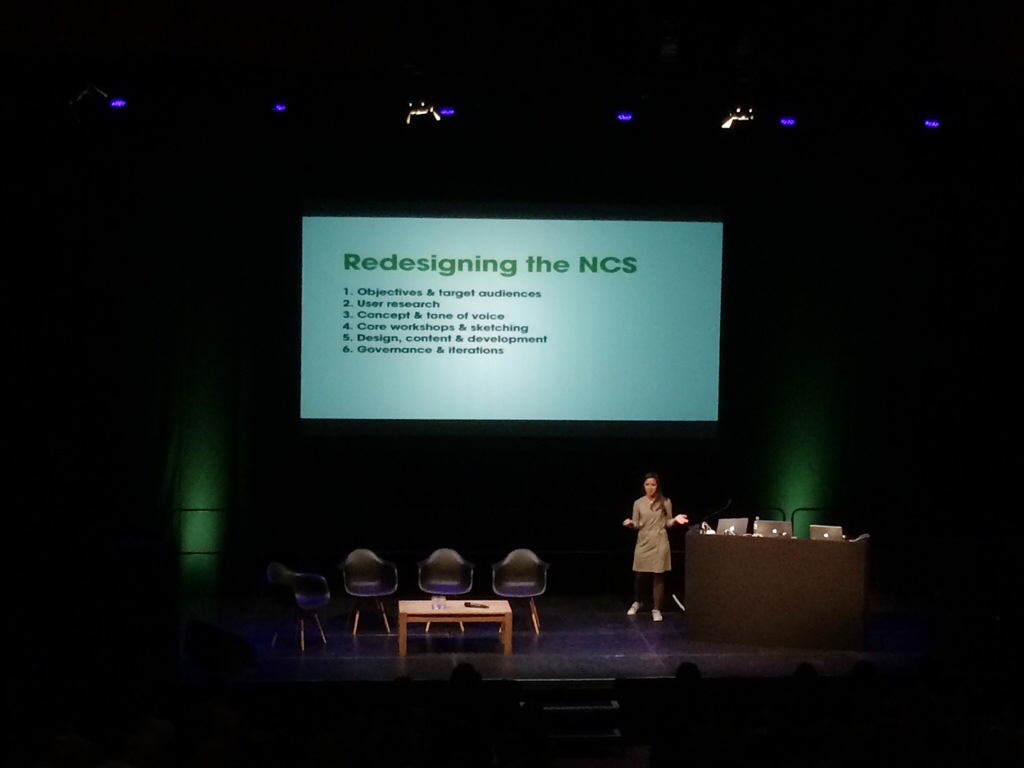 Redesigning the NCS
1. Objectives & target audiences
2. User research
3. Concept & tone of voice
4. Core workshops & sketching
5. Design, content & development
6. Governance & iterations